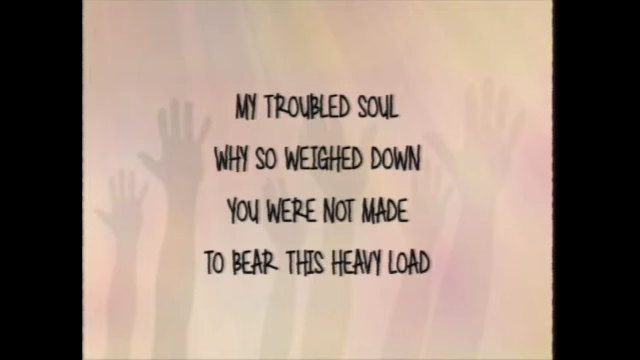 MY TROUBLED SOUL
WHY SO WEIGHED DOWN
YOU WERE NOT MADE
TO BEAR THIS HEAVY LOAD